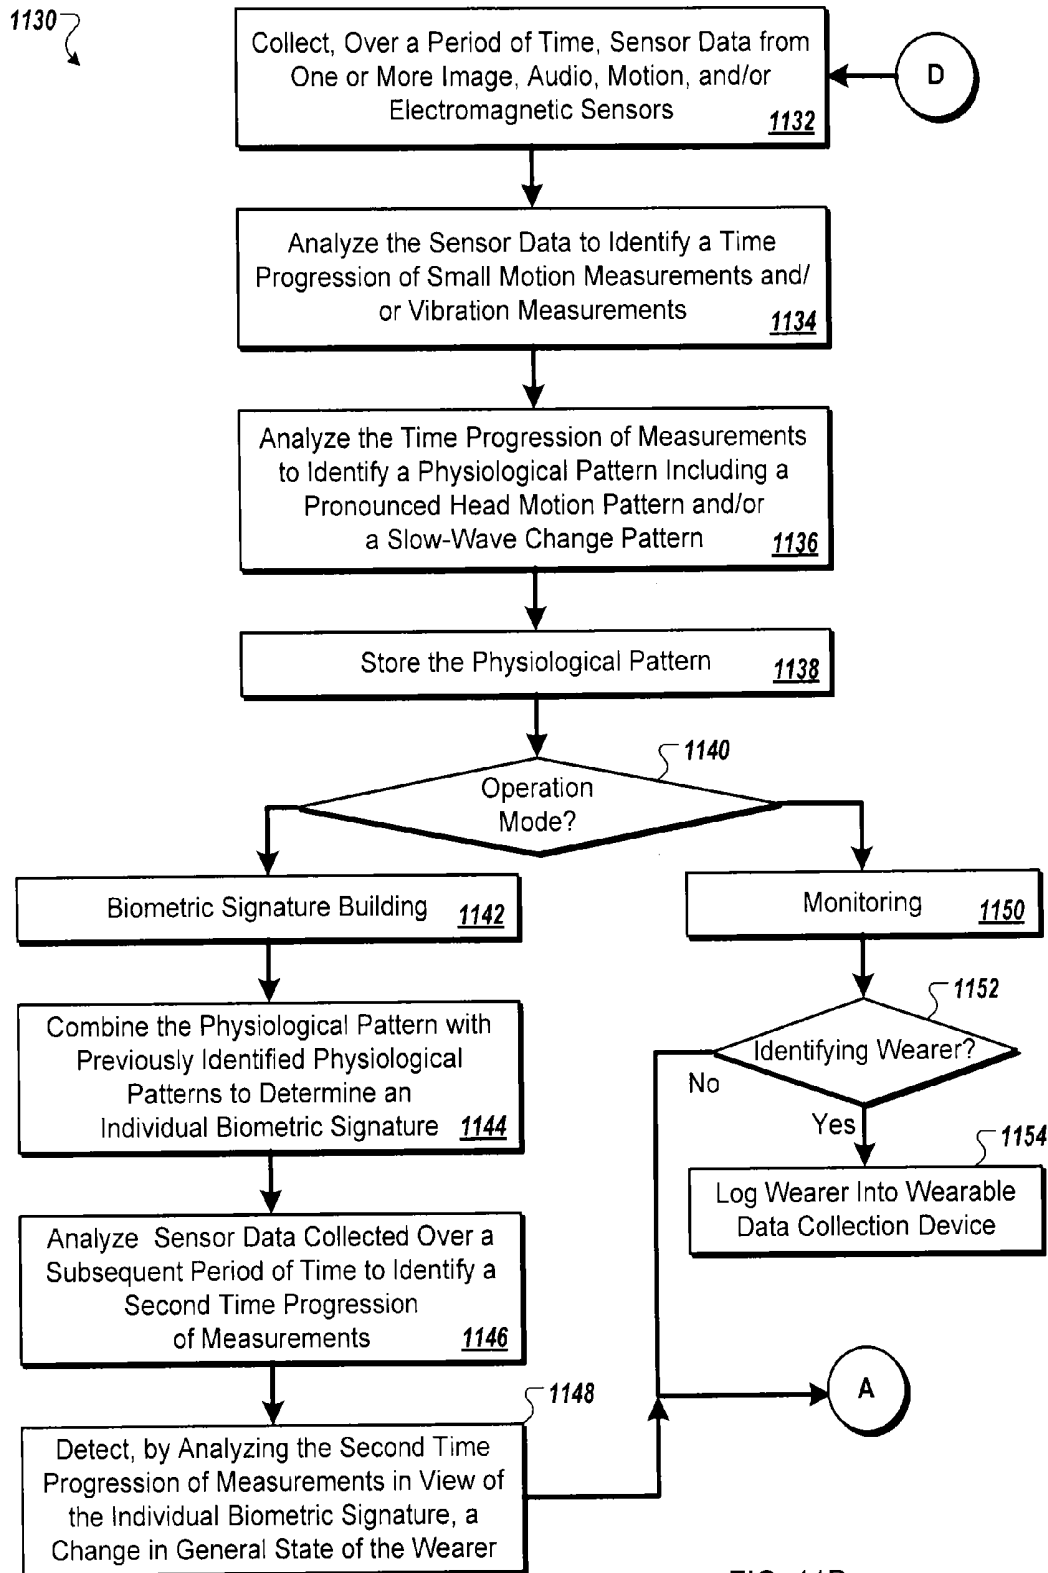 1130
Collect, Over a Period of Time, Sensor Data from
One or More Image, Audio, Motion, and/or
Electromagnetic Sensors
1132
D
Analyze the Sensor Data to Identify a Time
Progression of Small Motion Measurements and/
or Vibration Measurements
1134
Analyze the Time Progression of Measurements
to Identify a Physiological Pattern Including a
Pronounced Head Motion Pattern and/or
a Slow-Wave Change Pattern
1136
Store the Physiological Pattern
1138
1140
Operation
Mode?
Biometric Signature Building
1142
Monitoring
1150
Combine the Physiological Pattern with
Previously Identified Physiological
Patterns to Determine an
Individual Biometric Signature
1144
1152
Identifying Wearer?
No
Yes
1154
Log Wearer Into Wearable
Data Collection Device
Analyze Sensor Data Collected Over a
Subsequent Period of Time to Identify a
Second Time Progression
of Measurements
1146
A
1148
Detect, by Analyzing the Second Time
Progression of Measurements in View of
the Individual Biometric Signature, a
Change in General State of the Wearer